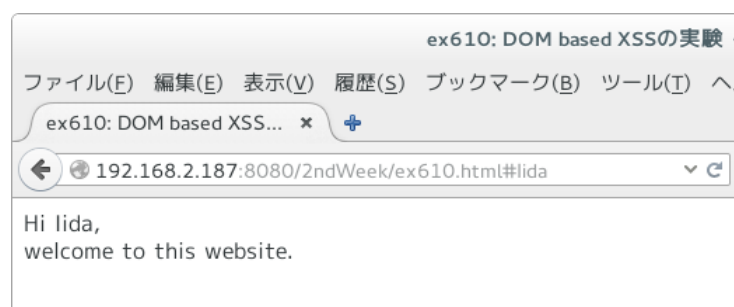 ex610: DOM based XSSの実験 -
ファイル(F) 編集(E) 表示(V) 履歴(S) ブックマーク(B) ツール(T) ヘ
ex610: DOM based XSS... ×
192.168.2.187:8080/2ndWeek/ex610.html#Iida
Hi Iida,
welcome to this website.